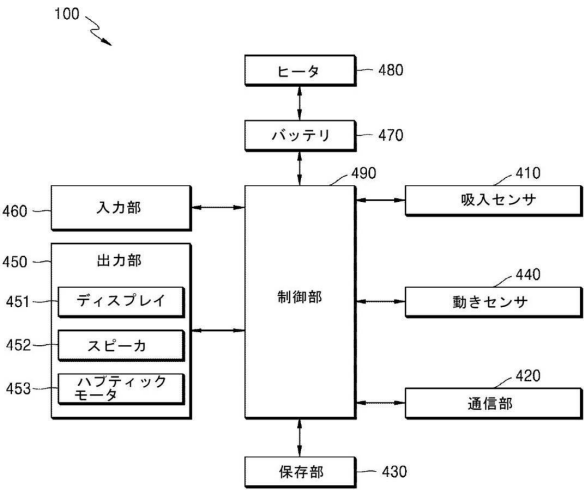 100
ヒータ
480
バッテリ
470
490
410
入力部
460
吸入センサ
出力部
450
ディスプレイ
451
スピーカ
452
ハプティック
モータ
453
制御部
440
動きセンサ
420
通信部
保存部
430